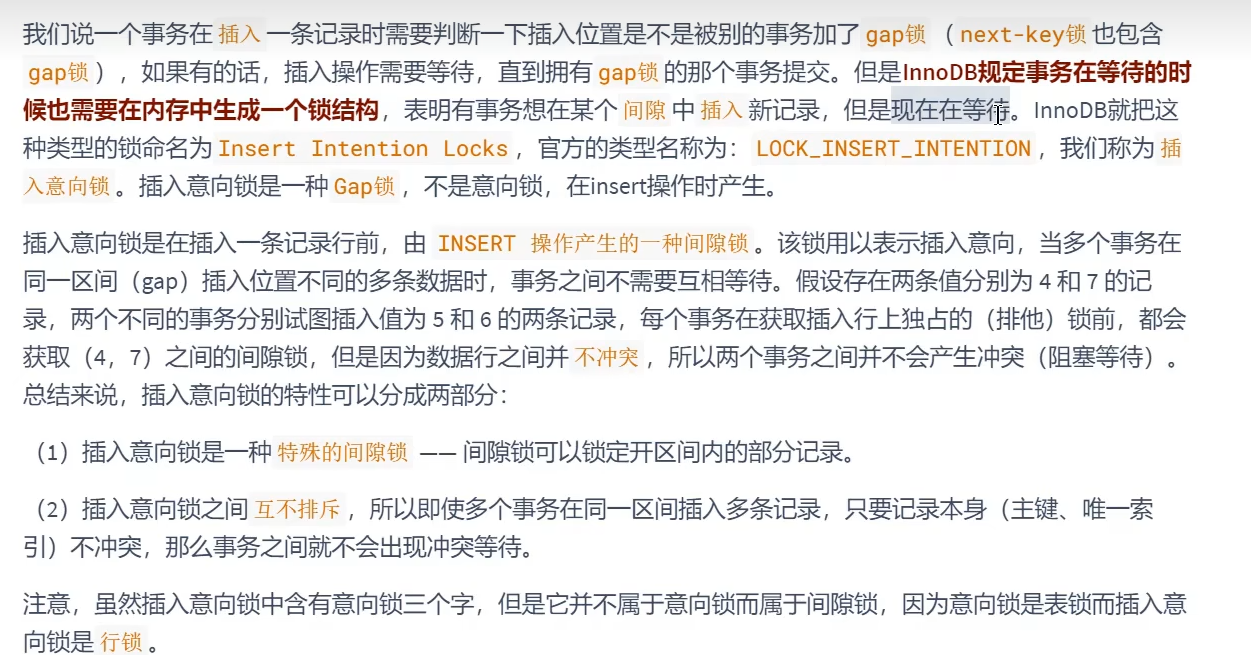 我们说一个事务在 插入 一条记录时需要判断一下插入位置是不是被别的事务加了 gap锁 （ next-key锁 也包含
gap锁 ），如果有的话，插入操作需要等待，直到拥有 gap锁 的那个事务提交。但是InnoDB规定事务在等待的时
候也需要在内存中生成一个锁结构，表明有事务想在某个 间隙 中 插入 新记录，但是现在在等待。InnoDB就把这
种类型的锁命名为 Insert Intention Locks ，官方的类型名称为： LOCK_INSERT_INTENTION ，我们称为 插
入意向锁 。插入意向锁是一种 Gap锁 ，不是意向锁，在insert操作时产生。
插入意向锁是在插入一条记录行前，由 INSERT 操作产生的一种间隙锁 。该锁用以表示插入意向，当多个事务在
同一区间（gap）插入位置不同的多条数据时，事务之间不需要互相等待。假设存在两条值分别为 4 和 7 的记
录，两个不同的事务分别试图插入值为 5 和 6 的两条记录，每个事务在获取插入行上独占的（排他）锁前，都会
获取（4，7）之间的间隙锁，但是因为数据行之间并 不冲突 ，所以两个事务之间并不会产生冲突（阻塞等待）。
总结来说，插入意向锁的特性可以分成两部分：
（1）插入意向锁是一种 特殊的间隙锁 —— 间隙锁可以锁定开区间内的部分记录。
（2）插入意向锁之间 互不排斥 ，所以即使多个事务在同一区间插入多条记录，只要记录本身（主键、唯一索
引）不冲突，那么事务之间就不会出现冲突等待。
注意，虽然插入意向锁中含有意向锁三个字，但是它并不属于意向锁而属于间隙锁，因为意向锁是表锁而插入意
向锁是 行锁 。